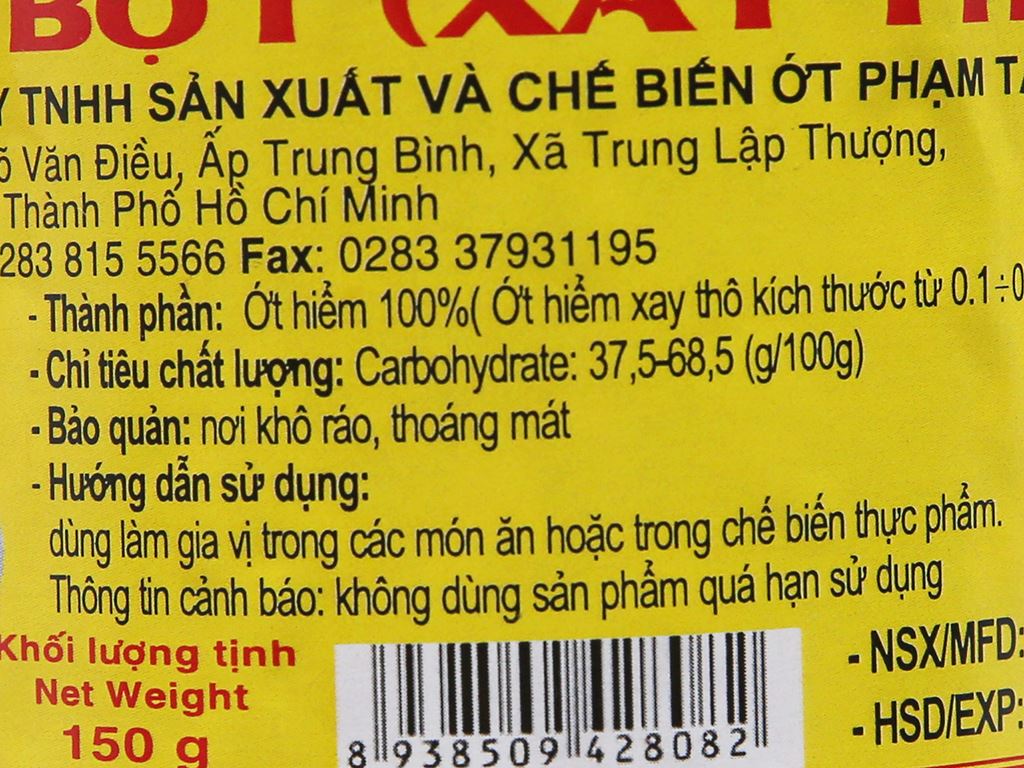 BỘT (XAY
TNHH SẢN XUẤT VÀ CHẾ BIẾN ỚT PHẠM
Văn Điều, Ấp Trung Bình, Xã Trung Lập Thượng,
Thành Phố Hồ Chí Minh
283 815 5566 Fax: 0283 37931195
- Thành phần: Ớt hiểm 100%( Ớt hiểm xay thô kích thước từ 0.1÷0
- Chỉ tiêu chất lượng: Carbohydrate: 37,5-68,5 (g/100g)
- Bảo quản: nơi khô ráo, thoáng mát
- Hướng dẫn sử dụng:
dùng làm gia vị trong các món ăn hoặc trong chế biến thực phẩm.
Thông tin cảnh báo: không dùng sản phẩm quá hạn sử dụng
Khối lượng tịnh
Net Weight
150 g
8 938509 428082
- NSX/MFD:
- HSD/EXP: